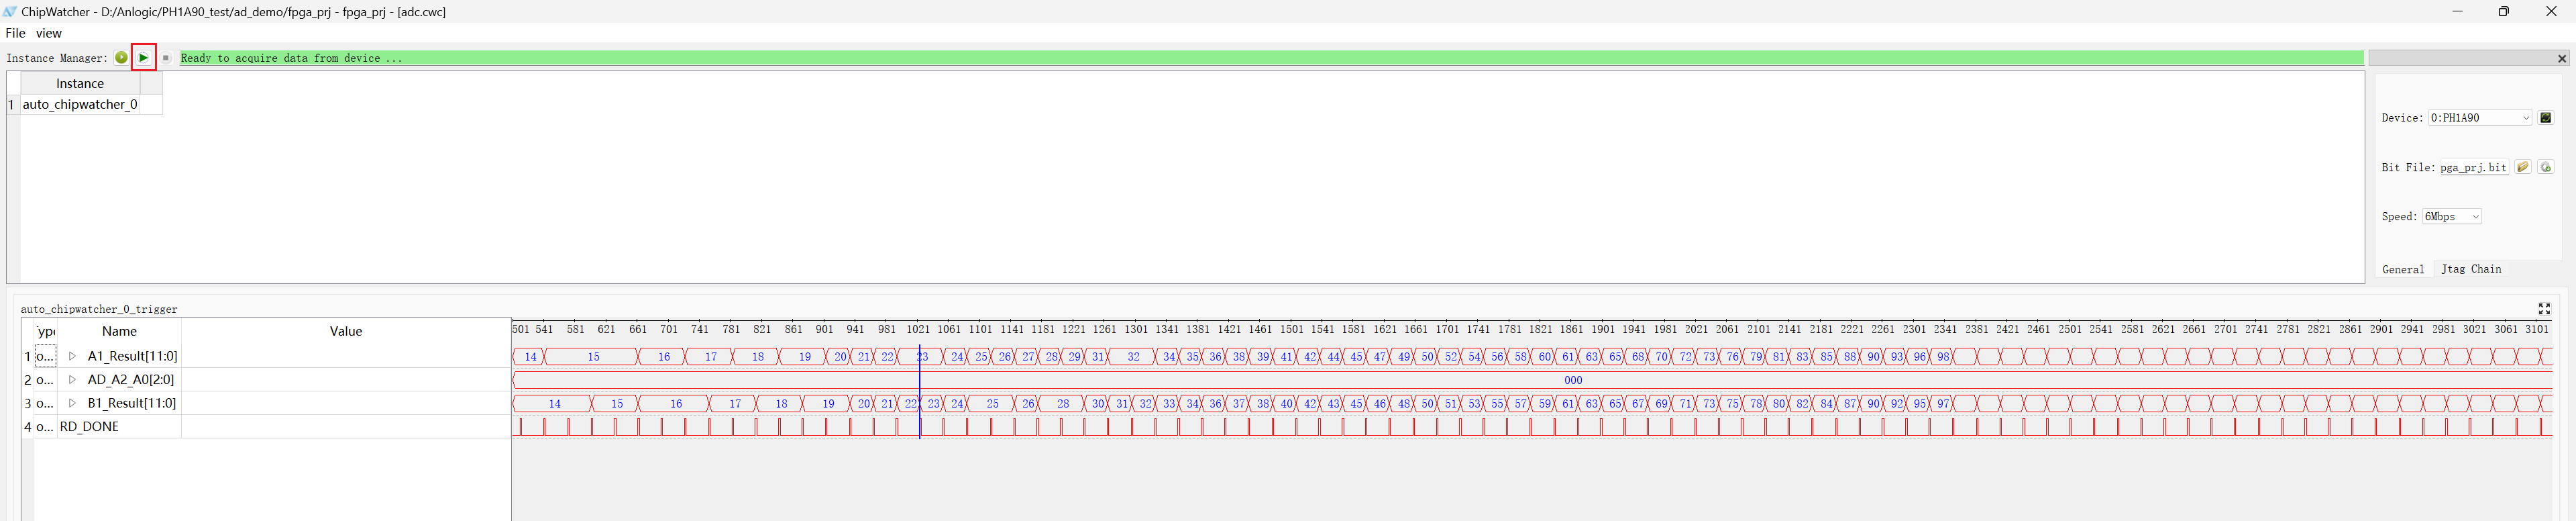 ChipWatcher - D:/Anlogic/PH1A90_test/ad_demo/fpga_prj - fpga_prj - [adc.cwc]
File view
Instance Manager: Ready to acquire data from device ...
Instance
1 auto_chipwatcher_0
Device: 0:PH1A90
Bit File: pga_prj.bit
Speed: 6Mbps
General Jtag Chain
auto_chipwatcher_0_trigger
ype Name Value 501 541 581 621 661 701 741 781 821 861 901 941 981 1021 1061 1101 1141 1181 1221 1261 1301 1341 1381 1421 1461 1501 1541 1581 1621 1661 1701 1741 1781 1821 1861 1901 1941 1981 2021 2061 2101 2141 2181 2221 2261 2301 2341 2381 2421 2461 2501 2541 2581 2621 2661 2701 2741 2781 2821 2861 2901 2941 2981 3021 3061 3101
1 o... A1_Result[11:0] 14 15 16 17 18 19 20 21 22 23 24 25 26 27 28 29 31 32 34 35 36 38 39 41 42 44 45 47 49 50 52 54 56 58 60 61 63 65 68 70 72 73 76 79 81 83 85 88 90 93 96 98
2 o... AD_A2_A0[2:0] 000
3 o... B1_Result[11:0] 14 15 16 17 18 19 20 21 22 23 24 25 26 28 30 31 32 33 34 36 37 38 40 42 43 45 46 48 50 51 53 55 57 59 61 63 65 67 69 71 73 75 78 80 82 84 87 90 92 95 97
4 o... RD_DONE